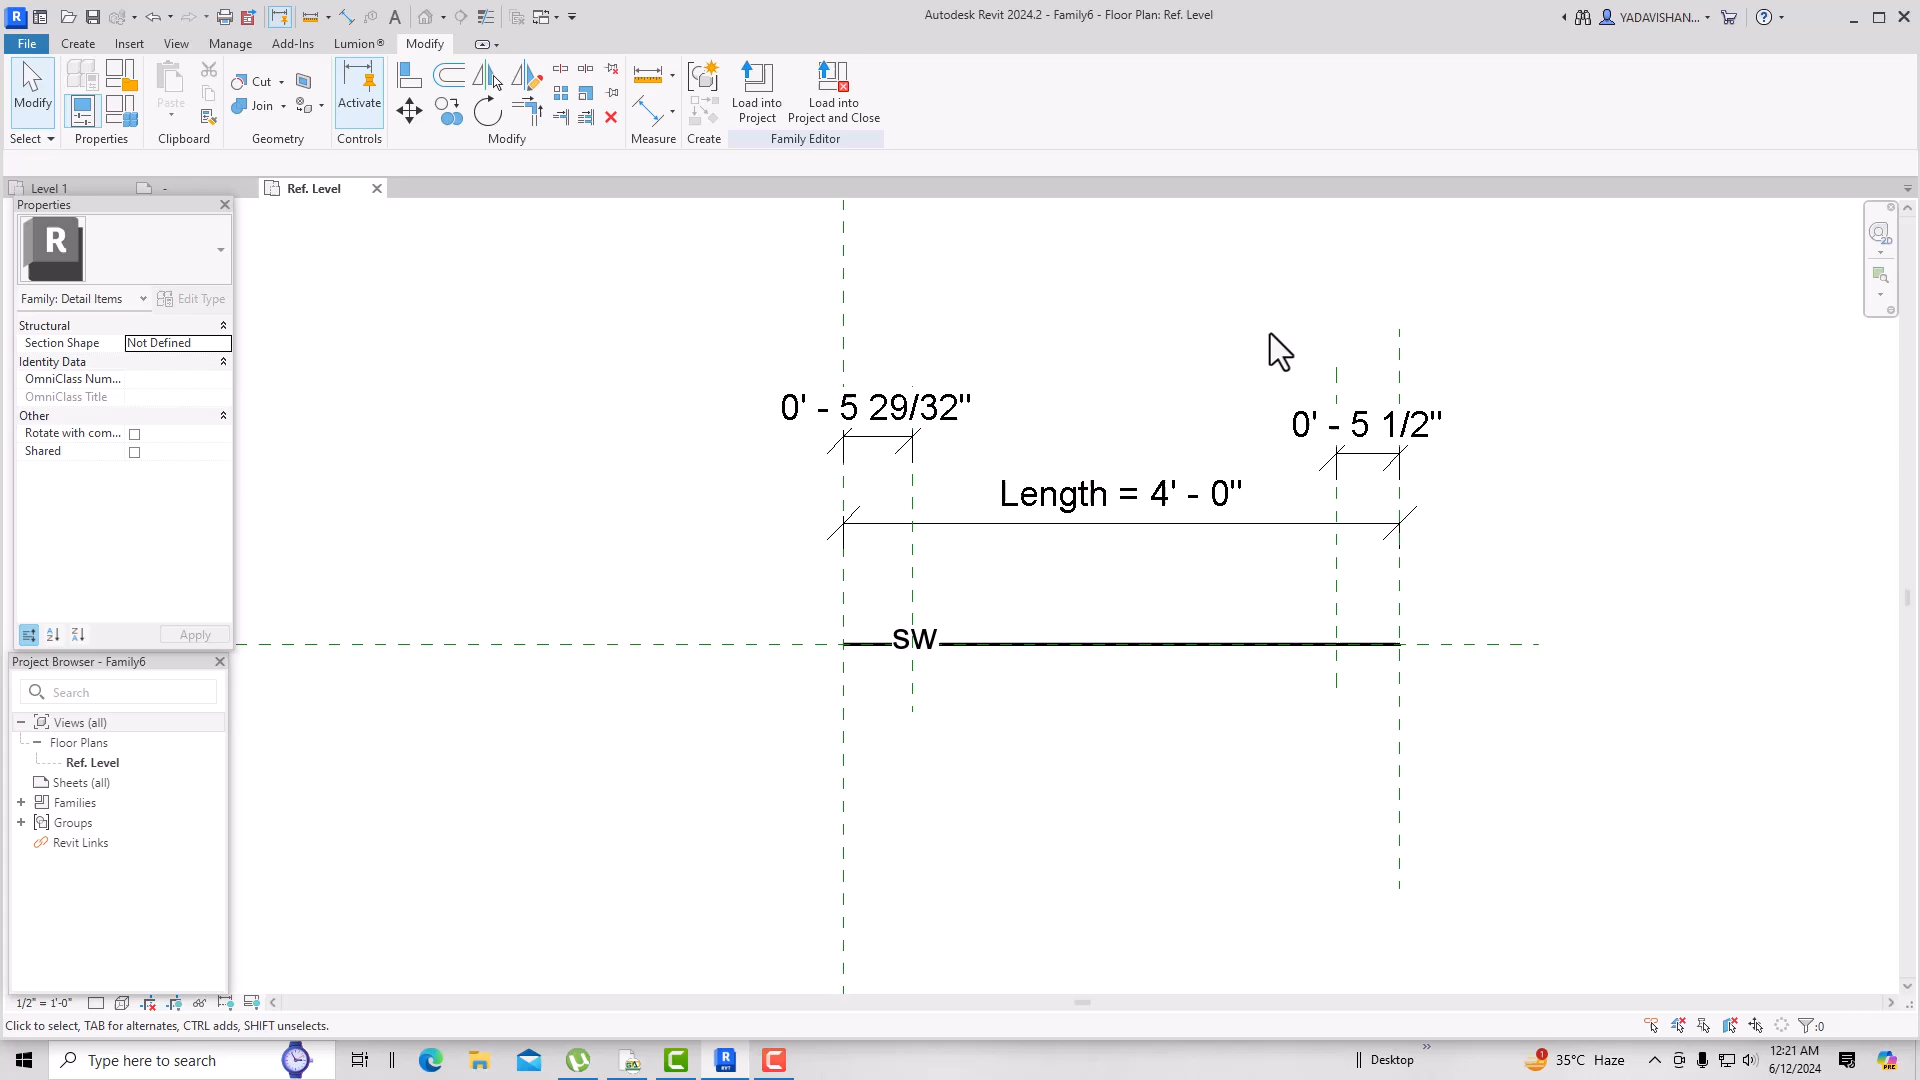 Autodesk Revit 2024.2 - Family6 - Floor Plan: Ref. Level
YADAVISHAN...
File Create Insert View Manage Add-Ins Lumion® Modify
Modify
Paste
Cut
Join
Activate
Load into
Project
Load into
Project and Close
Select Properties Clipboard Geometry Controls Modify Measure Create Family Editor
Level 1
-
Ref. Level
Properties
R
Family: Detail Items
Edit Type
Structural
Section Shape Not Defined
Identity Data
OmniClass Num...
OmniClass Title
Other
Rotate with com...
Shared
Apply
0' - 5 29/32"
0' - 5 1/2"
Length = 4' - 0"
SW
Project Browser - Family6
Search
Views (all)
Floor Plans
Ref. Level
Sheets (all)
Families
Groups
Revit Links
1/2" = 1'-0"
Click to select, TAB for alternates, CTRL adds, SHIFT unselects.
:0
Type here to search
Desktop
35°C Haze
12:21 AM
6/12/2024